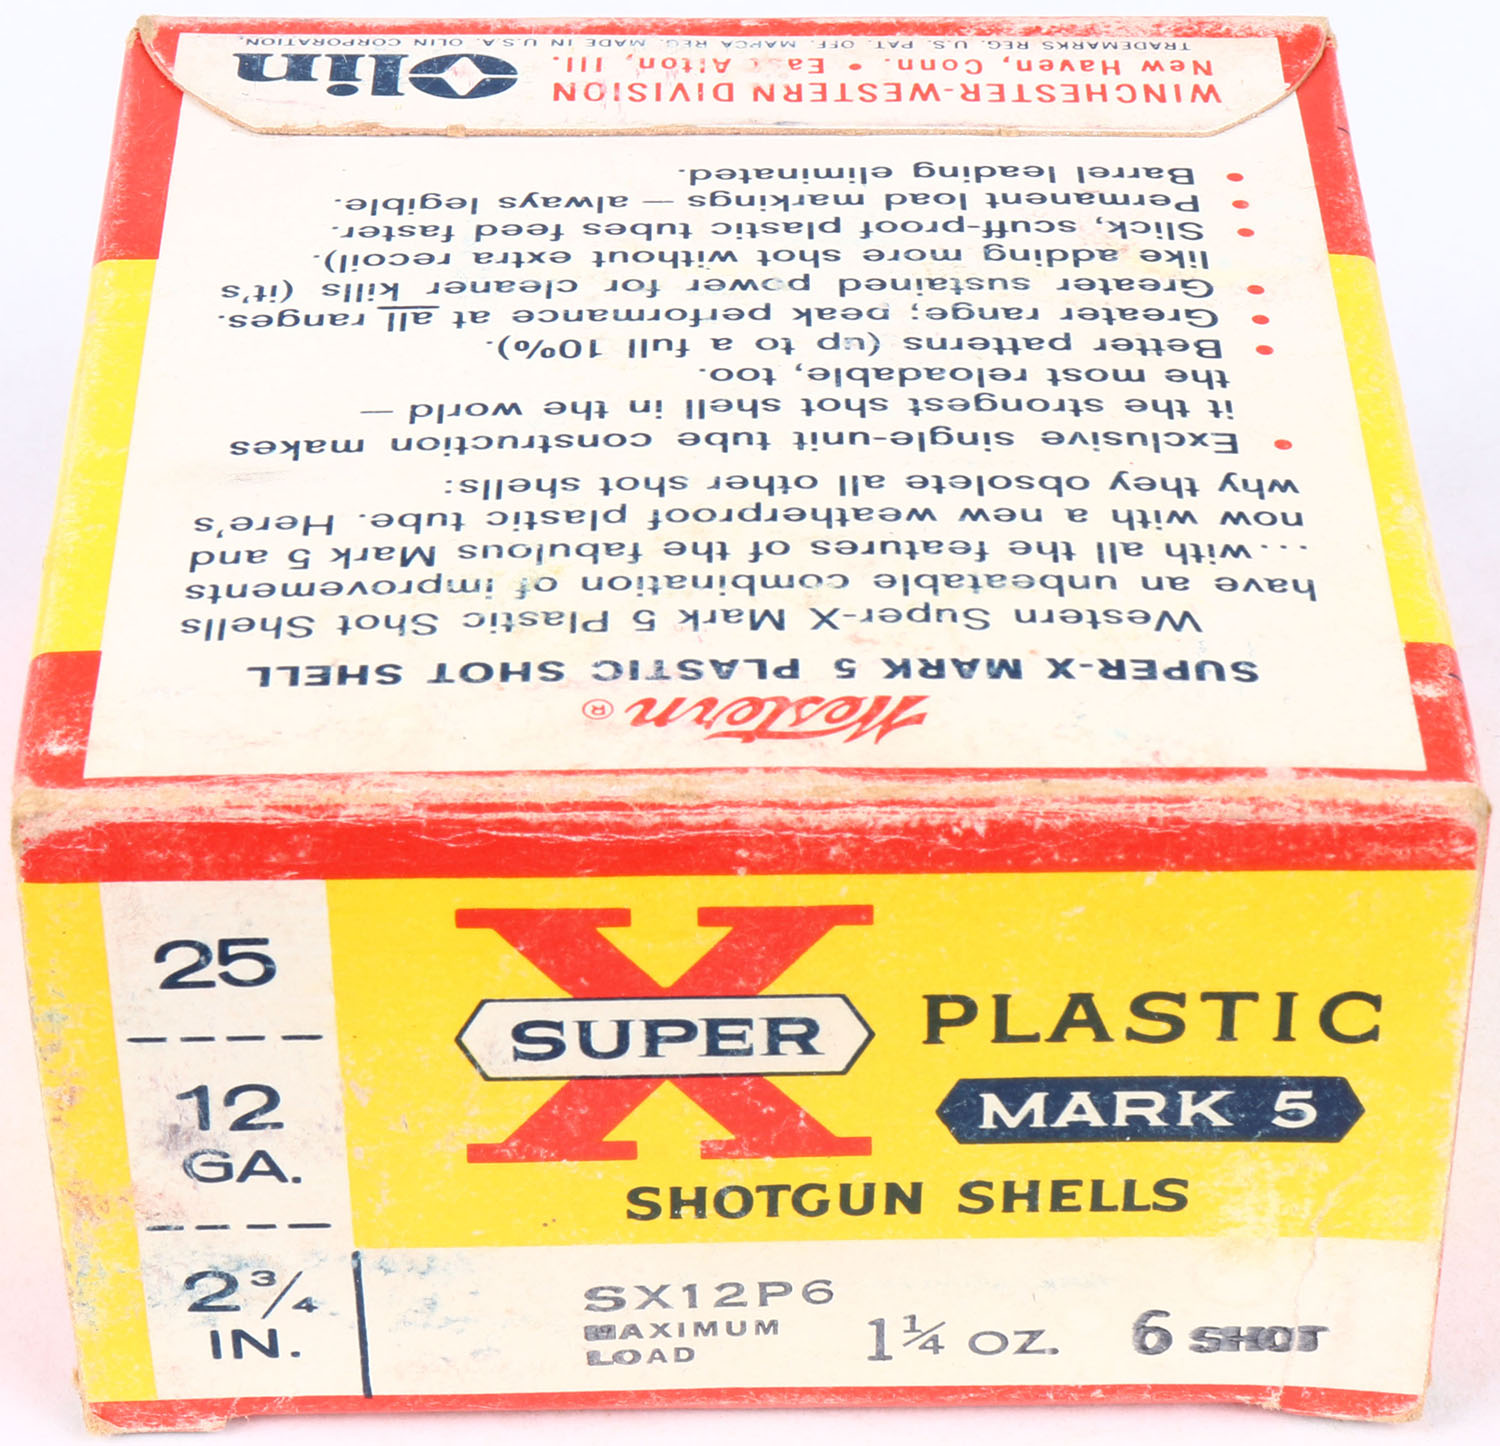 Western ®
SUPER-X MARK 5 PLASTIC SHOT SHELL
Western Super-X Mark 5 Plastic Shot Shells
have an unbeatable combination of improvements
...with all the features of the fabulous Mark 5 and
now with a new weatherproof plastic tube. Here's
why they obsolete all other shot shells:
• Exclusive single-unit tube construction makes
it the strongest shot shell in the world —
the most reloadable, too.
• Better patterns (up to a full 10%).
• Greater range; peak performance at all ranges.
• Greater sustained power for cleaner kills (it's
like adding more shot without extra recoil).
• Slick, scuff-proof plastic tubes feed faster.
• Permanent load markings — always legible.
• Barrel leading eliminated.
WINCHESTER-WESTERN DIVISION
New Haven, Conn. • East Alton, Ill.
TRADEMARKS REG. U.S. PAT. OFF. MARCA REG. MADE IN U.S.A. OLIN CORPORATION.
Olin
25
12
GA.
2 3/4
IN.
SUPER X
PLASTIC
MARK 5
SHOTGUN SHELLS
SX12P6
MAXIMUM
LOAD
1 1/4 OZ.
6 SHOT